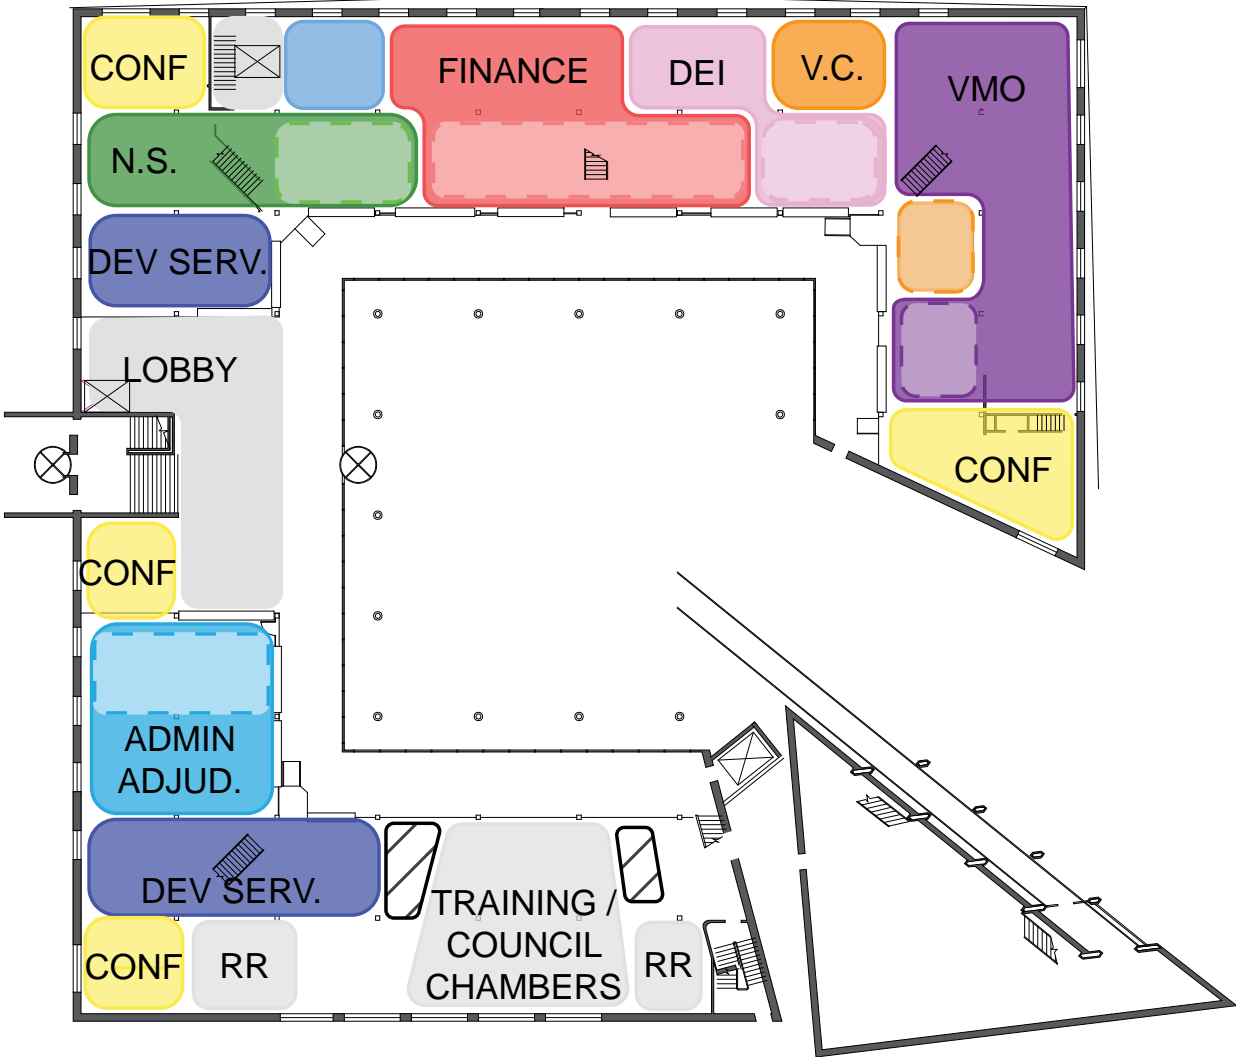 CONF
FINANCE
DEI
V.C.
VMO
N.S.
DEV SERV.
LOBBY
CONF
CONF
ADMIN
ADJUD.
DEV SERV.
TRAINING /
COUNCIL
CHAMBERS
CONF
RR
RR